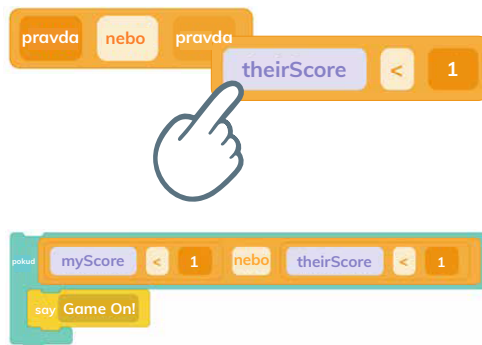 pravda nebo pravda
theirScore < 1
pokud myScore < 1 nebo theirScore < 1
say Game On!